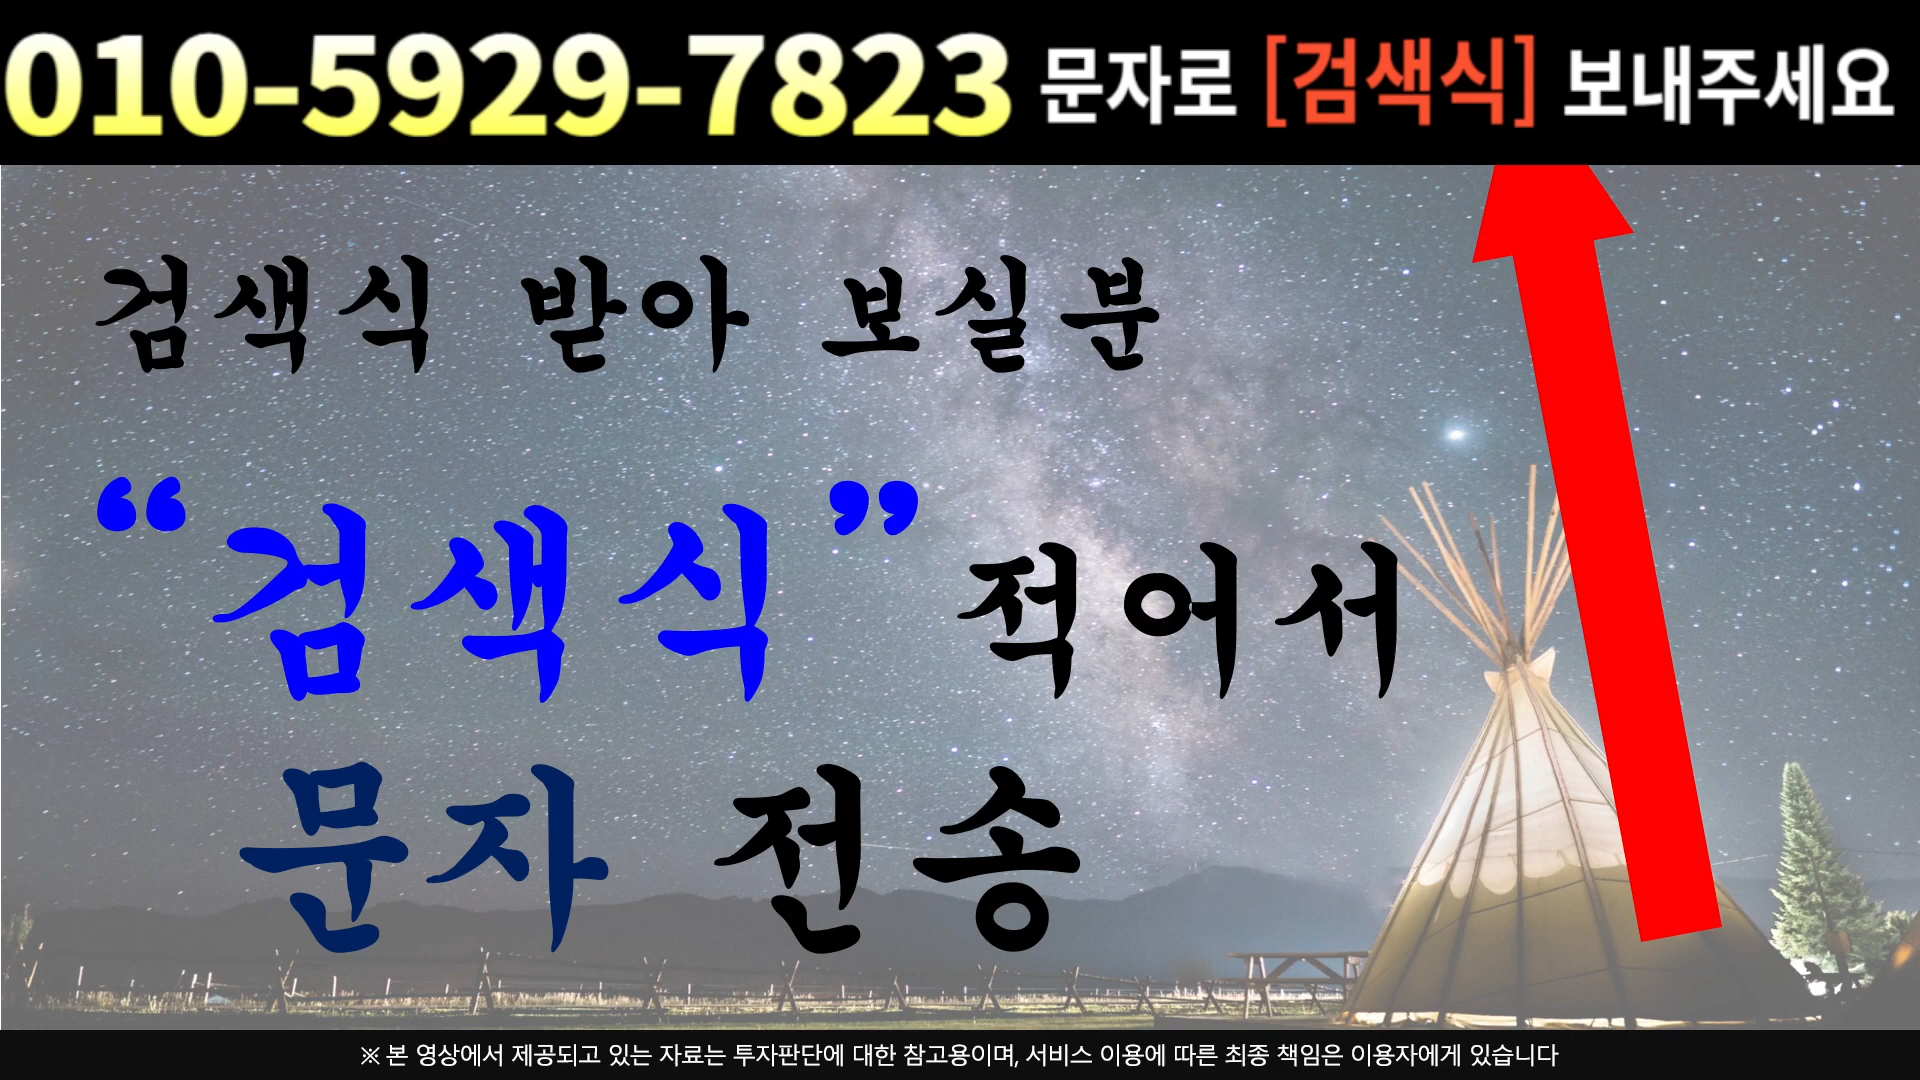 010-5929-7823 문자로 [검색식] 보내주세요
검색식 받아 보실분
“검색식” 적어서
문자 전송
※ 본 영상에서 제공되고 있는 자료는 투자판단에 대한 참고용이며, 서비스 이용에 따른 최종 책임은 이용자에게 있습니다